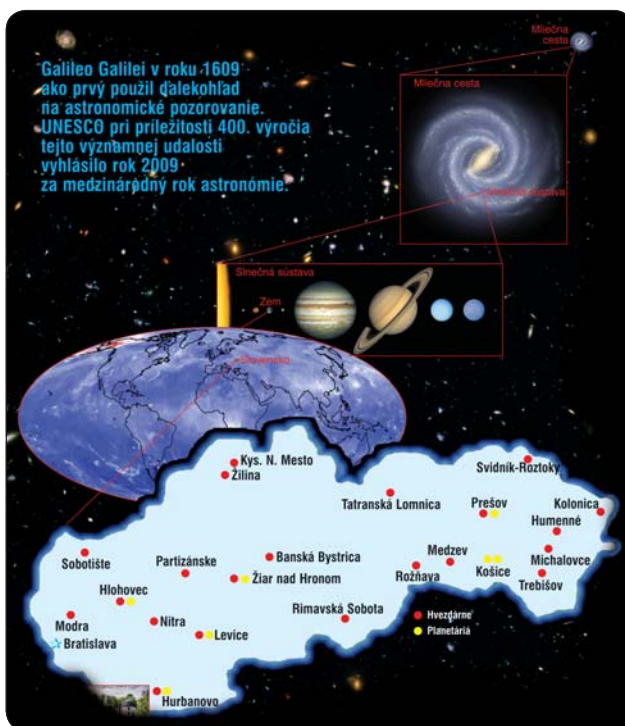 Mliečna
cesta
Galileo Galilei v roku 1609
ako prvý použil ďalekohľad
na astronomické pozorovanie.
UNESCO pri príležitosti 400. výročia
tejto významnej udalosti
vyhlásilo rok 2009
za medzinárodný rok astronómie.
Mliečna cesta
Slnečná sústava
Slnečná sústava
Zem
Slovensko
Kys. N. Mesto
Žilina
Svidník-Roztoky
Tatranská Lomnica
Prešov
Kolonica
Humenné
Sobotište
Partizánske
Banská Bystrica
Medzev
Michalovce
Hlohovec
Žiar nad Hronom
Rožňava
Košice
Trebišov
Modra
Nitra
Rimavská Sobota
Hvezdárne
Bratislava
Levice
Planetáriá
Hurbanovo